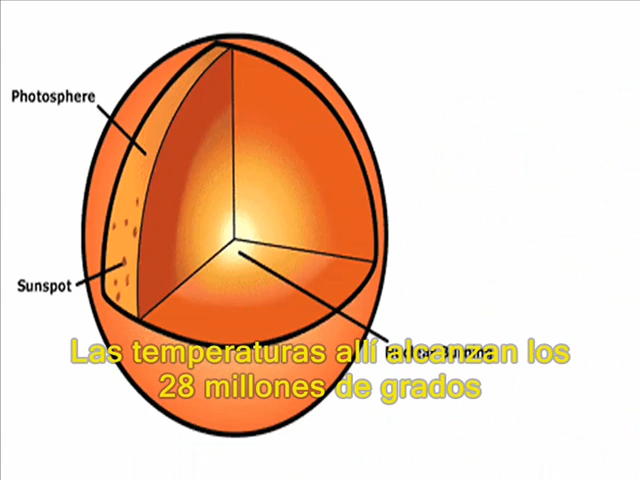 Photosphere
Sunspot
Las temperaturas allí alcanzan los
28 millones de grados